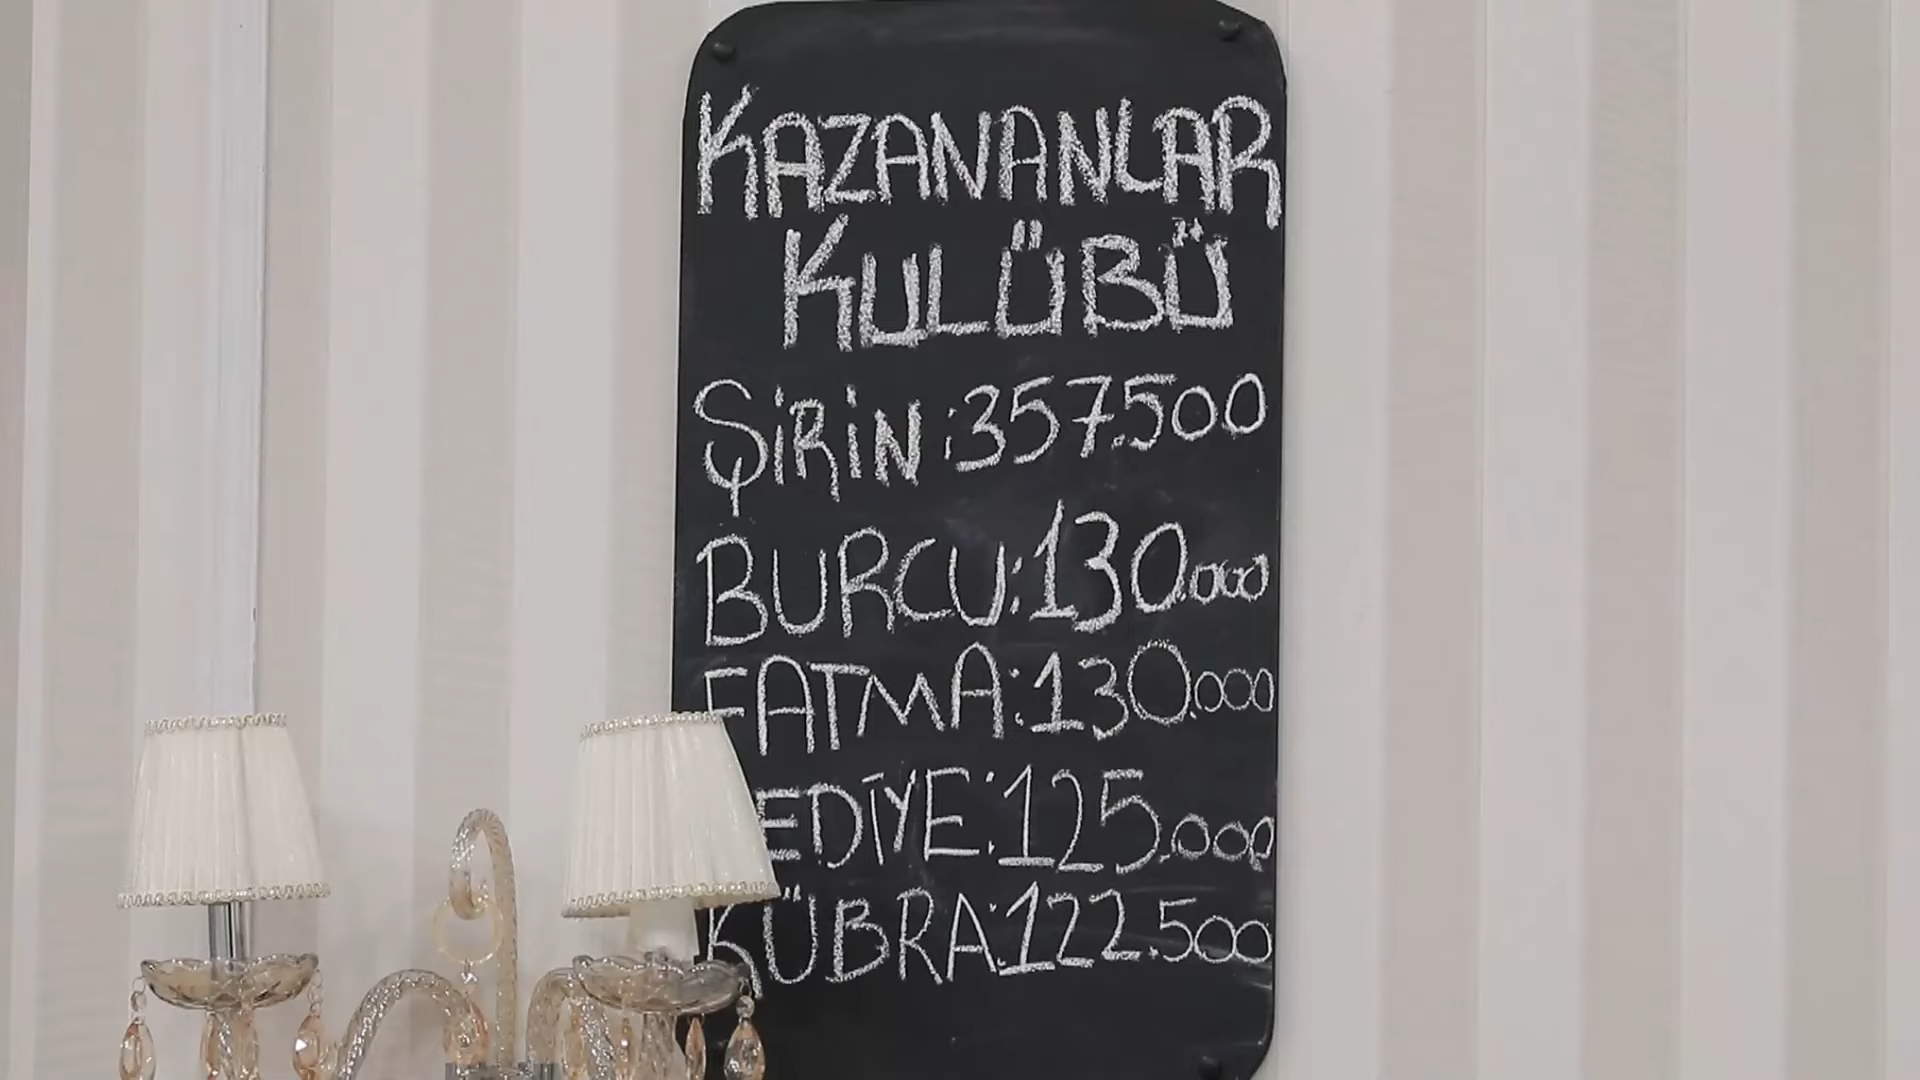 KAZANANLAR
KULÜBÜ
ŞİRİN:357.500
BURCU:130.000
FATMA:130.000
EDİYE:125.000
KÜBRA:122.500